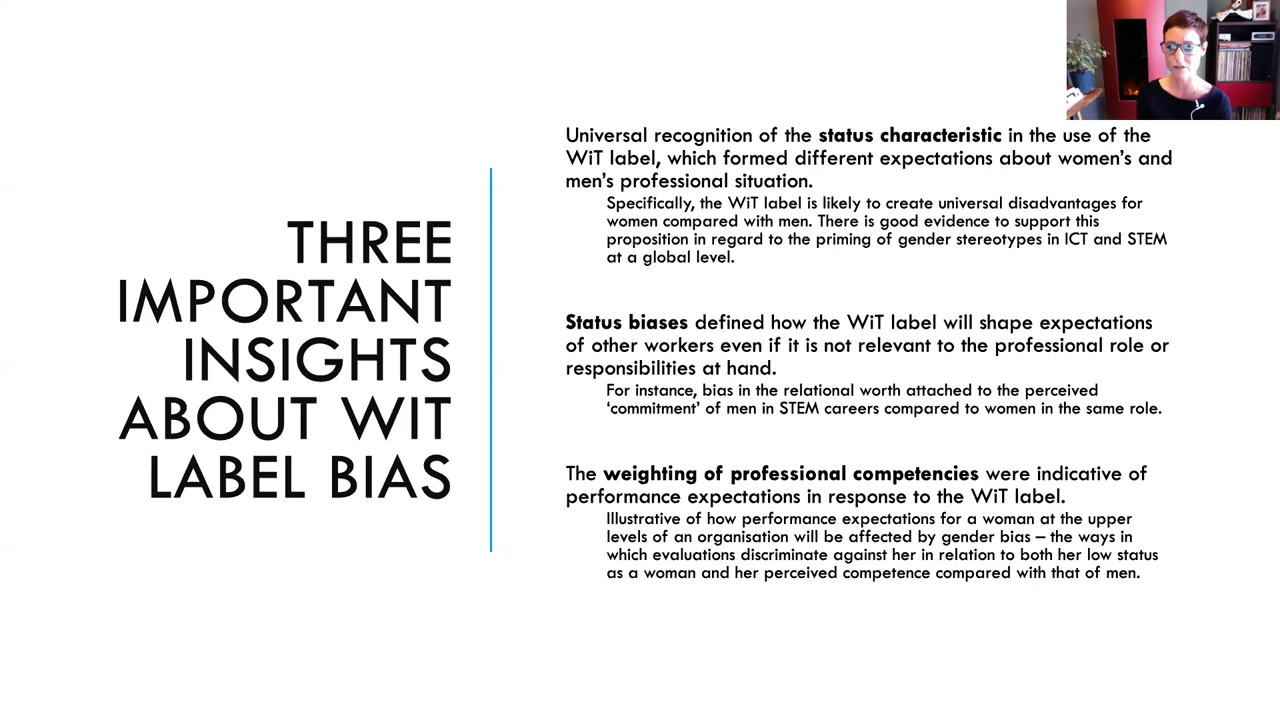 THREE
IMPORTANT
INSIGHTS
ABOUT WIT
LABEL BIAS
Universal recognition of the status characteristic in the use of the
WiT label, which formed different expectations about women’s and
men’s professional situation.
Specifically, the WiT label is likely to create universal disadvantages for
women compared with men. There is good evidence to support this
proposition in regard to the priming of gender stereotypes in ICT and STEM
at a global level.
Status biases defined how the WiT label will shape expectations
of other workers even if it is not relevant to the professional role or
responsibilities at hand.
For instance, bias in the relational worth attached to the perceived
‘commitment’ of men in STEM careers compared to women in the same role.
The weighting of professional competencies were indicative of
performance expectations in response to the WiT label.
Illustrative of how performance expectations for a woman at the upper
levels of an organisation will be affected by gender bias – the ways in
which evaluations discriminate against her in relation to both her low status
as a woman and her perceived competence compared with that of men.